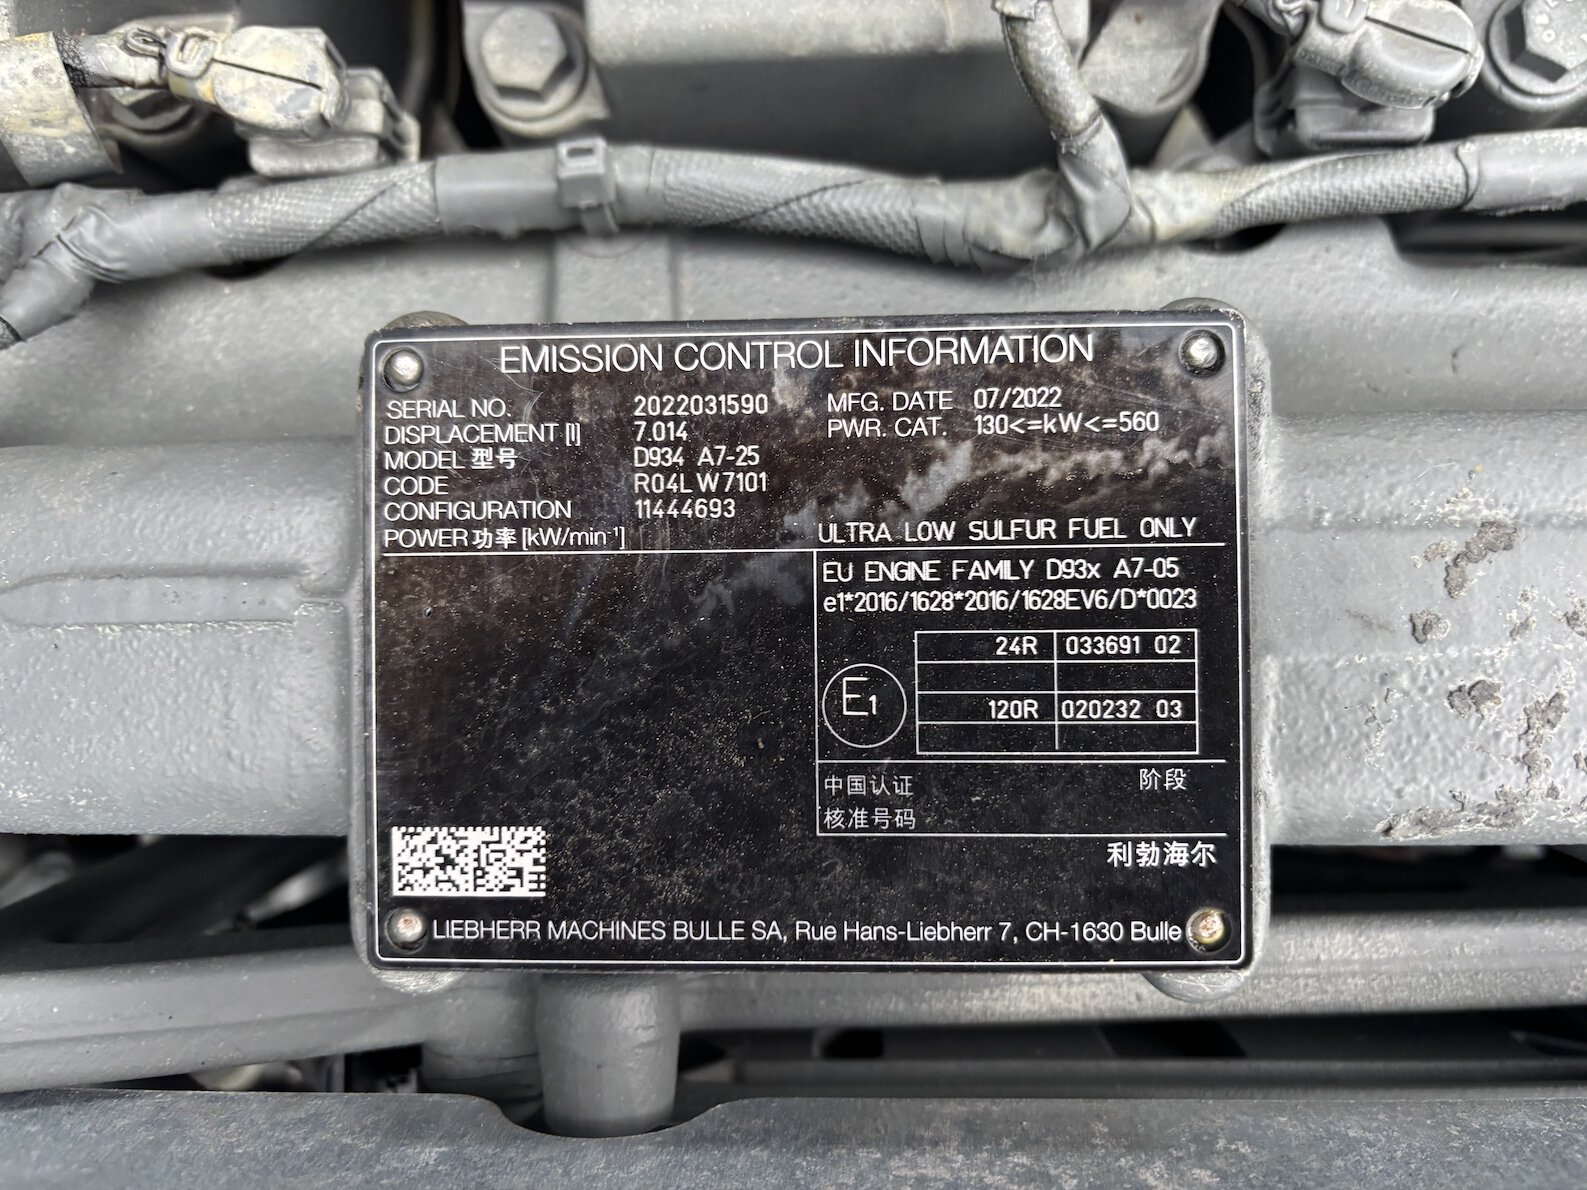 EMISSION CONTROL INFORMATION
SERIAL NO. 2022031590 MFG. DATE 07/2022
DISPLACEMENT [l] 7.014 PWR. CAT. 130<=kW<=560
MODEL 型号 D934 A7-25
CODE R04LW7101
CONFIGURATION 11444693
POWER 功率 [kW/min⁻¹] ULTRA LOW SULFUR FUEL ONLY
EU ENGINE FAMILY D93x A7-05
e1*2016/1628*2016/1628EV6/D*0023
24R 033691 02
E1
120R 020232 03
中国认证 阶段
核准号码
利勃海尔
LIEBHERR MACHINES BULLE SA, Rue Hans-Liebherr 7, CH-1630 Bulle